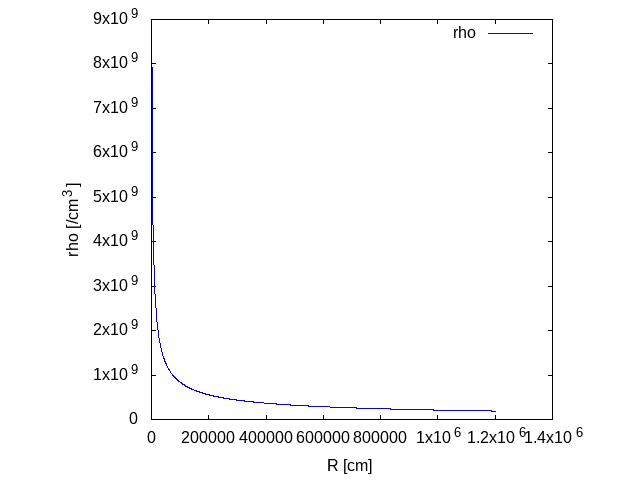 9x10^9
rho
8x10^9
7x10^9
6x10^9
5x10^9
4x10^9
3x10^9
2x10^9
1x10^9
0
rho [/cm^3]
0 200000 400000 600000 800000 1x10^6 1.2x10^6 1.4x10^6
R [cm]